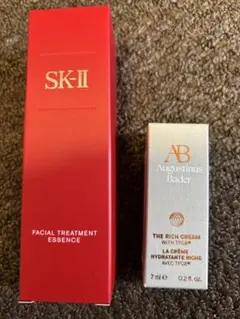 SK-II
FACIAL TREATMENT
ESSENCE
AB
Augustinus
Bader
THE RICH CREAM
WITH TFC8®
LA CRÈME
HYDRATANTE RICHE
AVEC TFC8®
7 ml e 0.2 fl. oz.